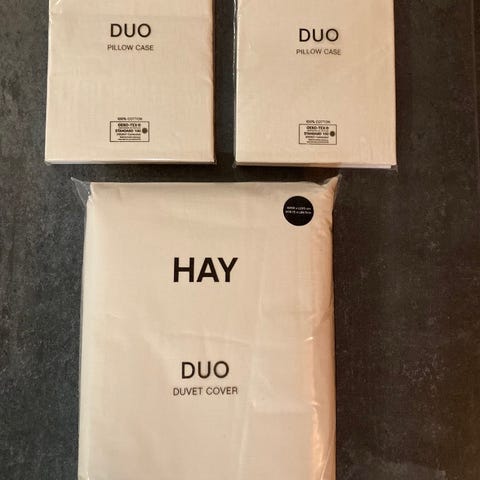 DUO
PILLOW CASE
100% COTTON
OEKO-TEX®
STANDARD 100
DUO
PILLOW CASE
100% COTTON
OEKO-TEX®
STANDARD 100
HAY
DUO
DUVET COVER